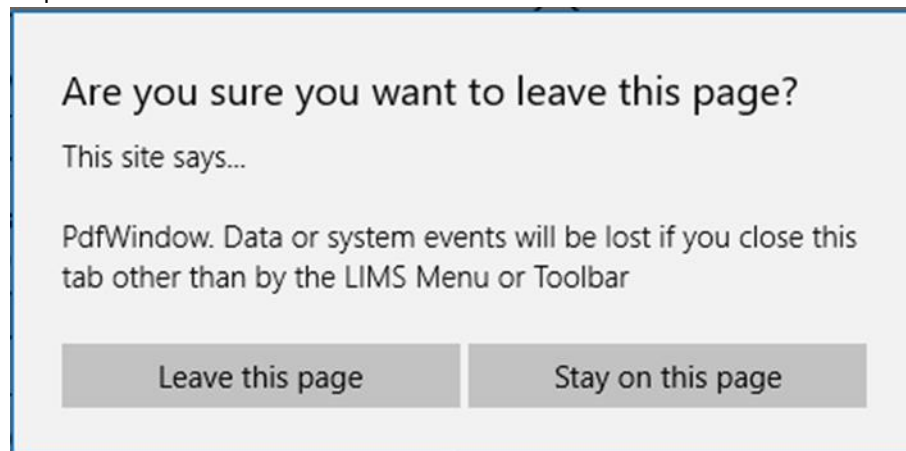 Are you sure you want to leave this page?
This site says...
PdfWindow. Data or system events will be lost if you close this
tab other than by the LIMS Menu or Toolbar
Leave this page
Stay on this page